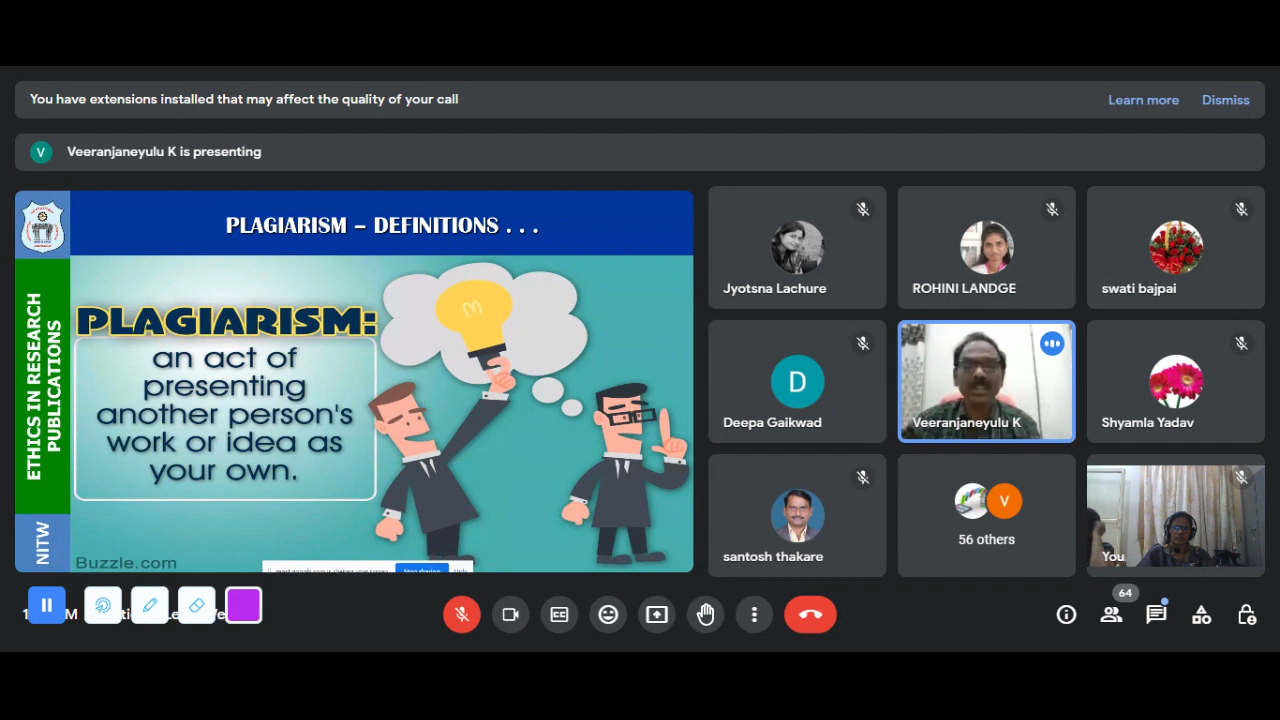 You have extensions installed that may affect the quality of your call
Learn more
Dismiss
V
Veeranjaneyulu K is presenting
PLAGIARISM – DEFINITIONS . . .
ETHICS IN RESEARCH
PUBLICATIONS
NITW
PLAGIARISM:
an act of
presenting
another person's
work or idea as
your own.
Buzzle.com
Stop sharing
Jyotsna Lachure
ROHINI LANDGE
swati bajpai
D
Deepa Gaikwad
Veeranjaneyulu K
Shyamla Yadav
santosh thakare
V
56 others
You
64